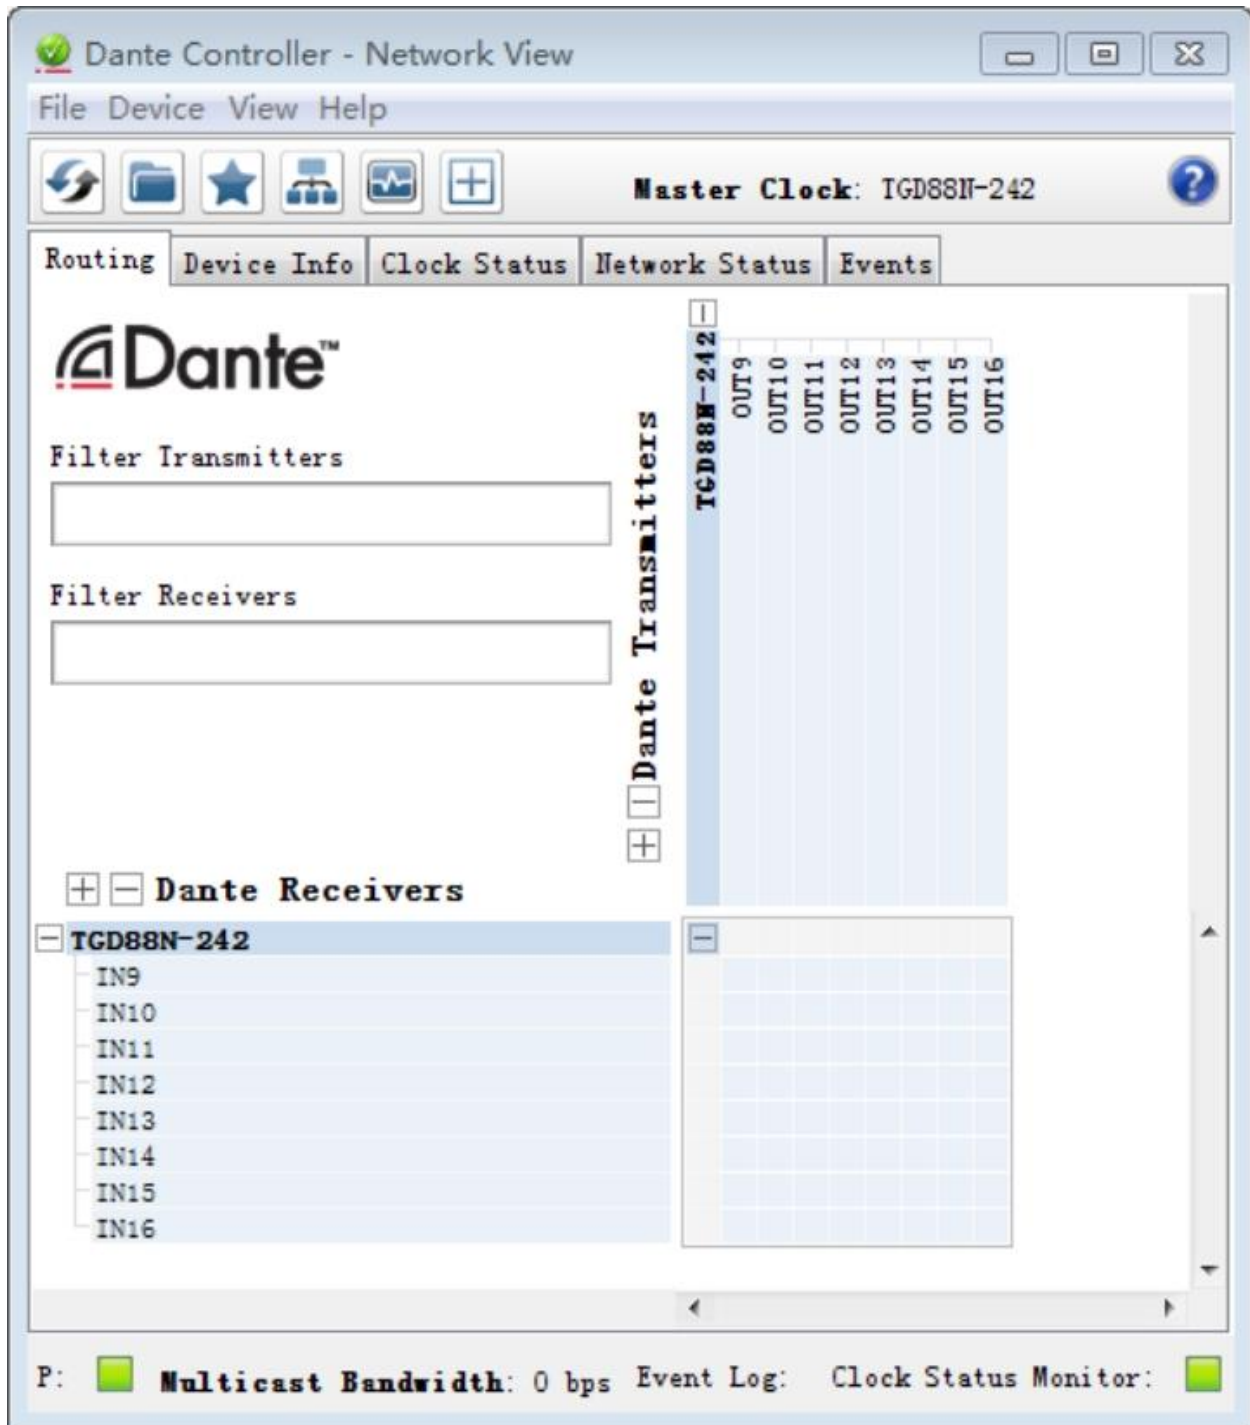 Dante Controller - Network View
File Device View Help
Master Clock: TGD88N-242
Routing Device Info Clock Status Network Status Events
Dante™
Filter Transmitters
Filter Receivers
Dante Transmitters
TGD88N-242
OUT9
OUT10
OUT11
OUT12
OUT13
OUT14
OUT15
OUT16
Dante Receivers
TGD88N-242
IN9
IN10
IN11
IN12
IN13
IN14
IN15
IN16
P: Multicast Bandwidth: 0 bps Event Log: Clock Status Monitor: